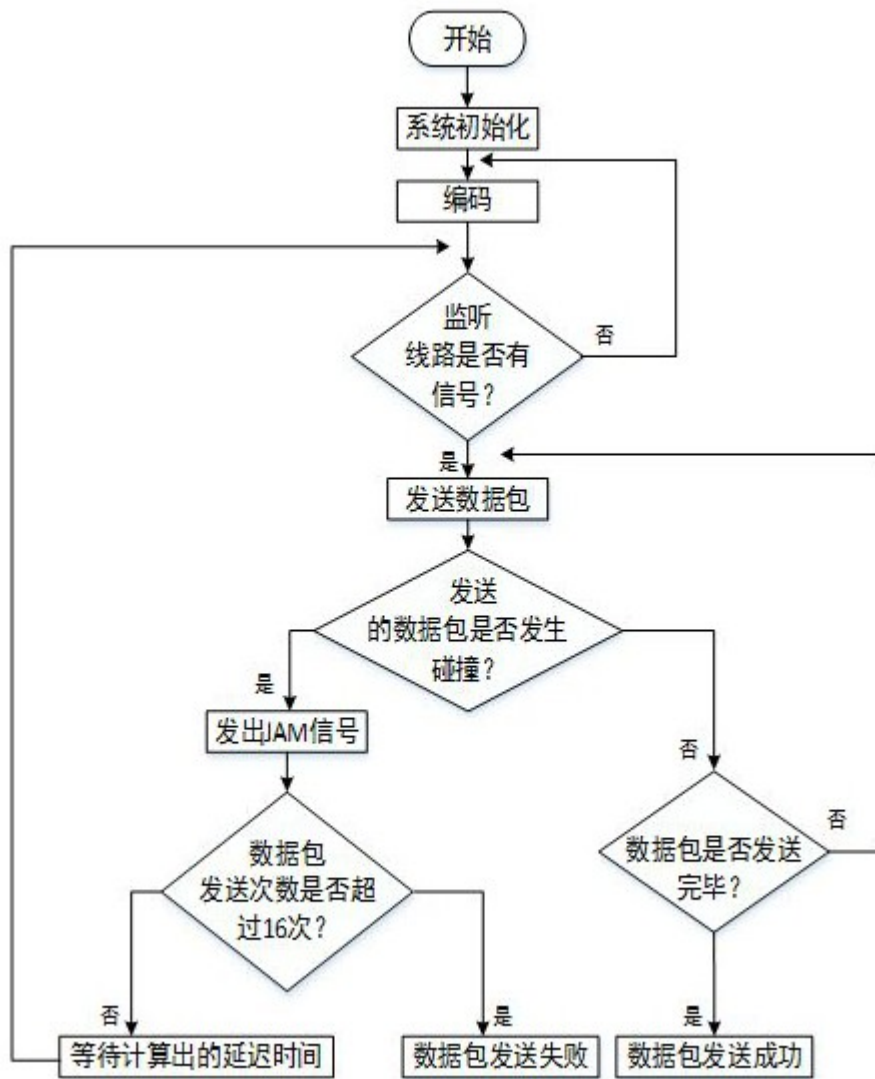 开始
系统初始化
编码
监听
线路是否有
信号？
否
是
发送数据包
发送
的数据包是否发生
碰撞？
是
发出JAM信号
否
数据包
发送次数是否超
过16次？
数据包是否发送
完毕？
否
否
是
是
等待计算出的延迟时间
数据包发送失败
数据包发送成功